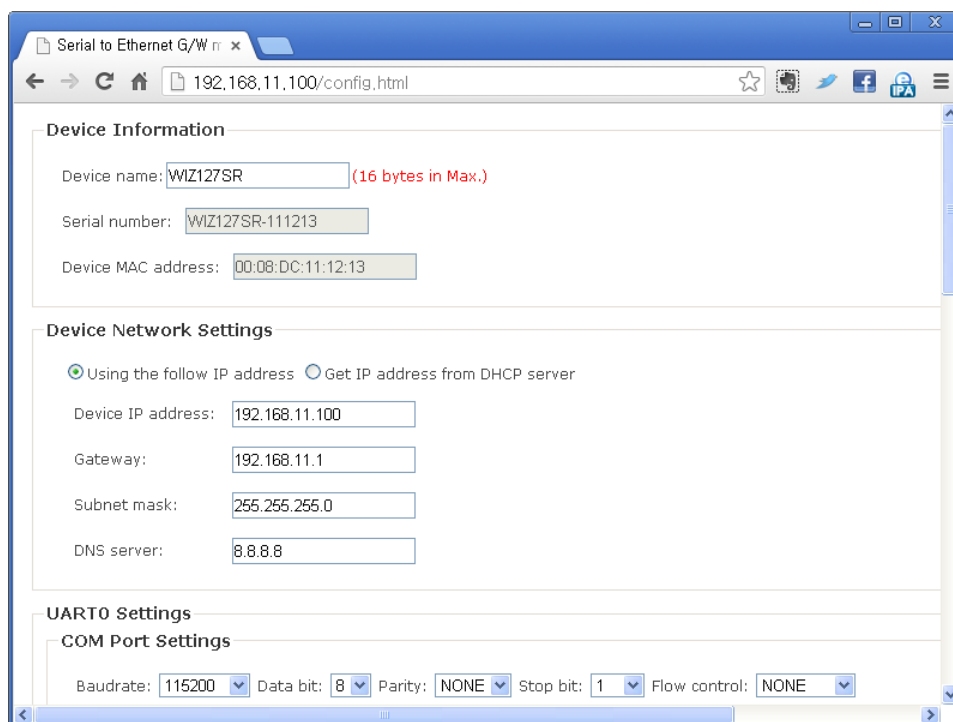 Serial to Ethernet G/W m
192.168.11.100/config.html
IPA
Device Information
Device name: WIZ127SR (16 bytes in Max.)
Serial number: WIZ127SR-111213
Device MAC address: 00:08:DC:11:12:13
Device Network Settings
Using the follow IP address Get IP address from DHCP server
Device IP address: 192.168.11.100
Gateway: 192.168.11.1
Subnet mask: 255.255.255.0
DNS server: 8.8.8.8
UART0 Settings
COM Port Settings
Baudrate: 115200 Data bit: 8 Parity: NONE Stop bit: 1 Flow control: NONE